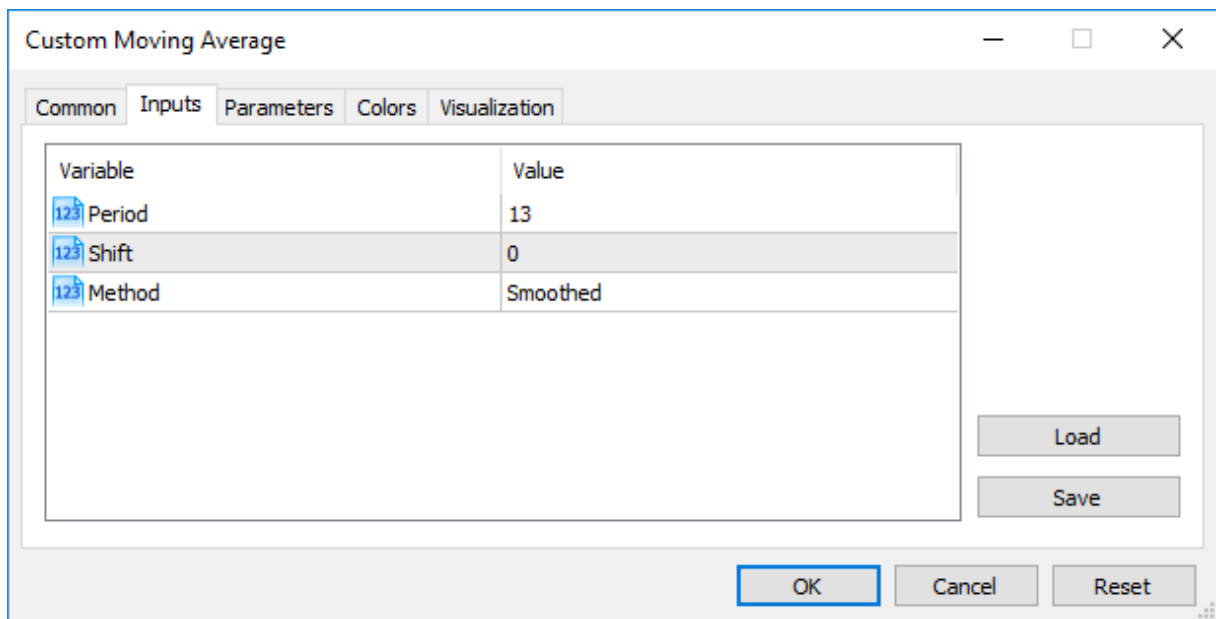 Custom Moving Average
Common Inputs Parameters Colors Visualization
Variable Value
123 Period 13
123 Shift 0
123 Method Smoothed
Load
Save
OK Cancel Reset